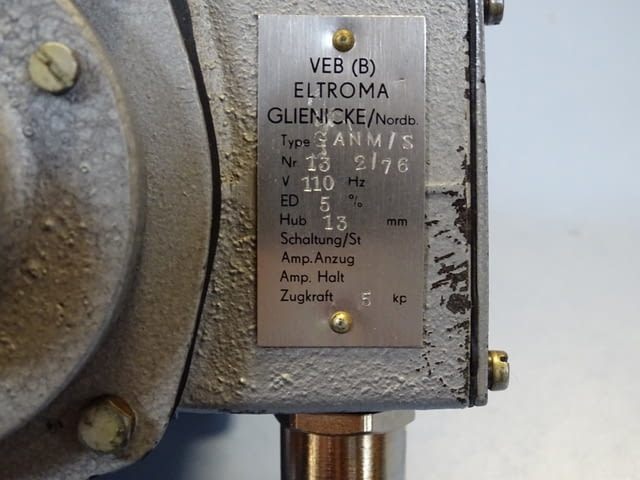 VEB (B)
ELTROMA
GLIENICKE/Nordb.
Type GANM/S
Nr 13 2/76
V 110 Hz
ED 5 %
Hub 13 mm
Schaltung/St
Amp. Anzug
Amp. Halt
Zugkraft 5 kp